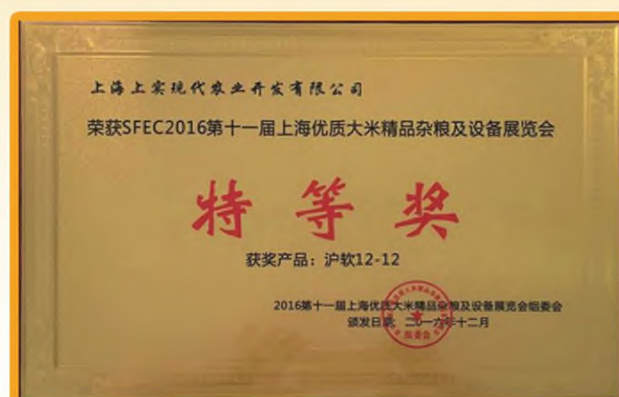 上海上实现代农业开发有限公司
荣获SFEC2016第十一届上海优质大米精品杂粮及设备展览会
特等奖
获奖产品：沪软12-12
2016第十一届上海优质大米精品杂粮及设备展览会组委会
颁发日期：二〇一六年十二月
组委会